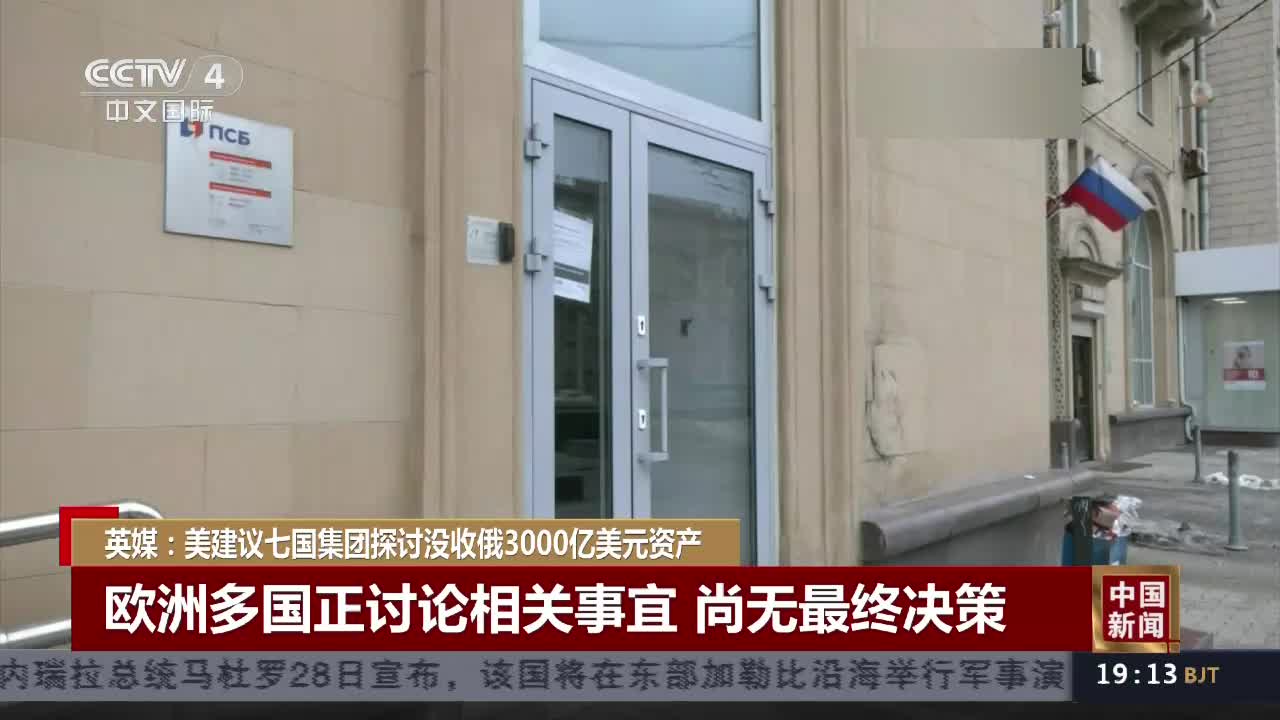 CCTV 4
中文国际
ПСБ
英媒：美建议七国集团探讨没收俄3000亿美元资产
欧洲多国正讨论相关事宜 尚无最终决策
中国
新闻
内瑞拉总统马杜罗28日宣布，该国将在东部加勒比沿海举行军事演
19:13 BJT